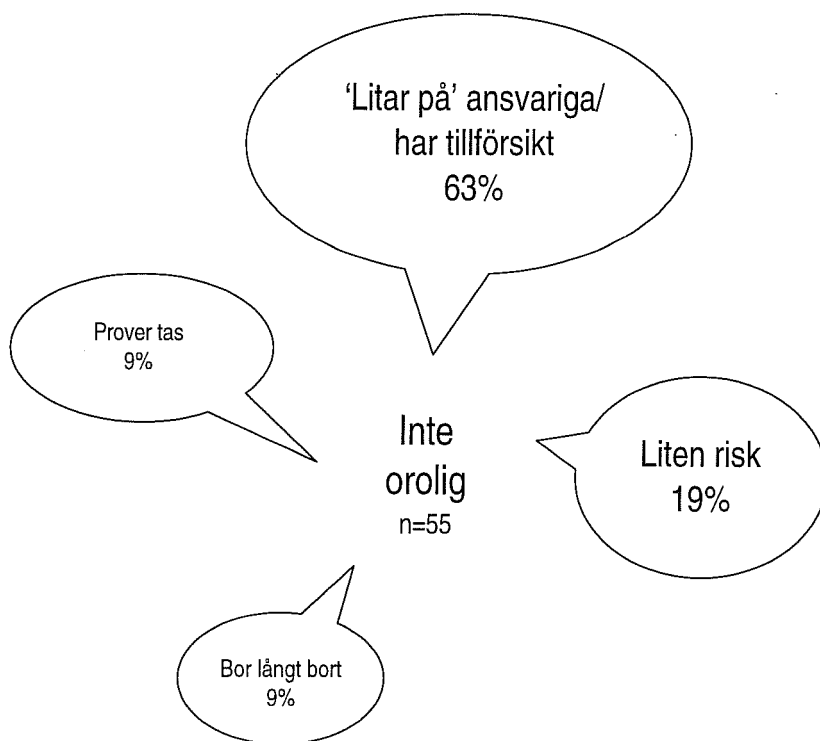 'Litar på' ansvariga/
har tillförsikt
63%
Prover tas
9%
Inte
orolig
n=55
Liten risk
19%
Bor långt bort
9%